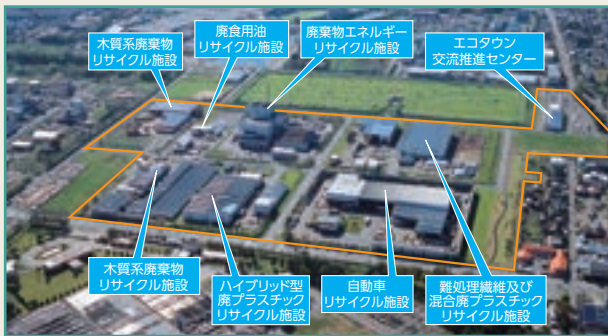 木質系廃棄物
リサイクル施設
廃食用油
リサイクル施設
廃棄物エネルギー
リサイクル施設
エコタウン
交流推進センター
木質系廃棄物
リサイクル施設
ハイブリッド型
廃プラスチック
リサイクル施設
自動車
リサイクル施設
難処理繊維及び
混合廃プラスチック
リサイクル施設